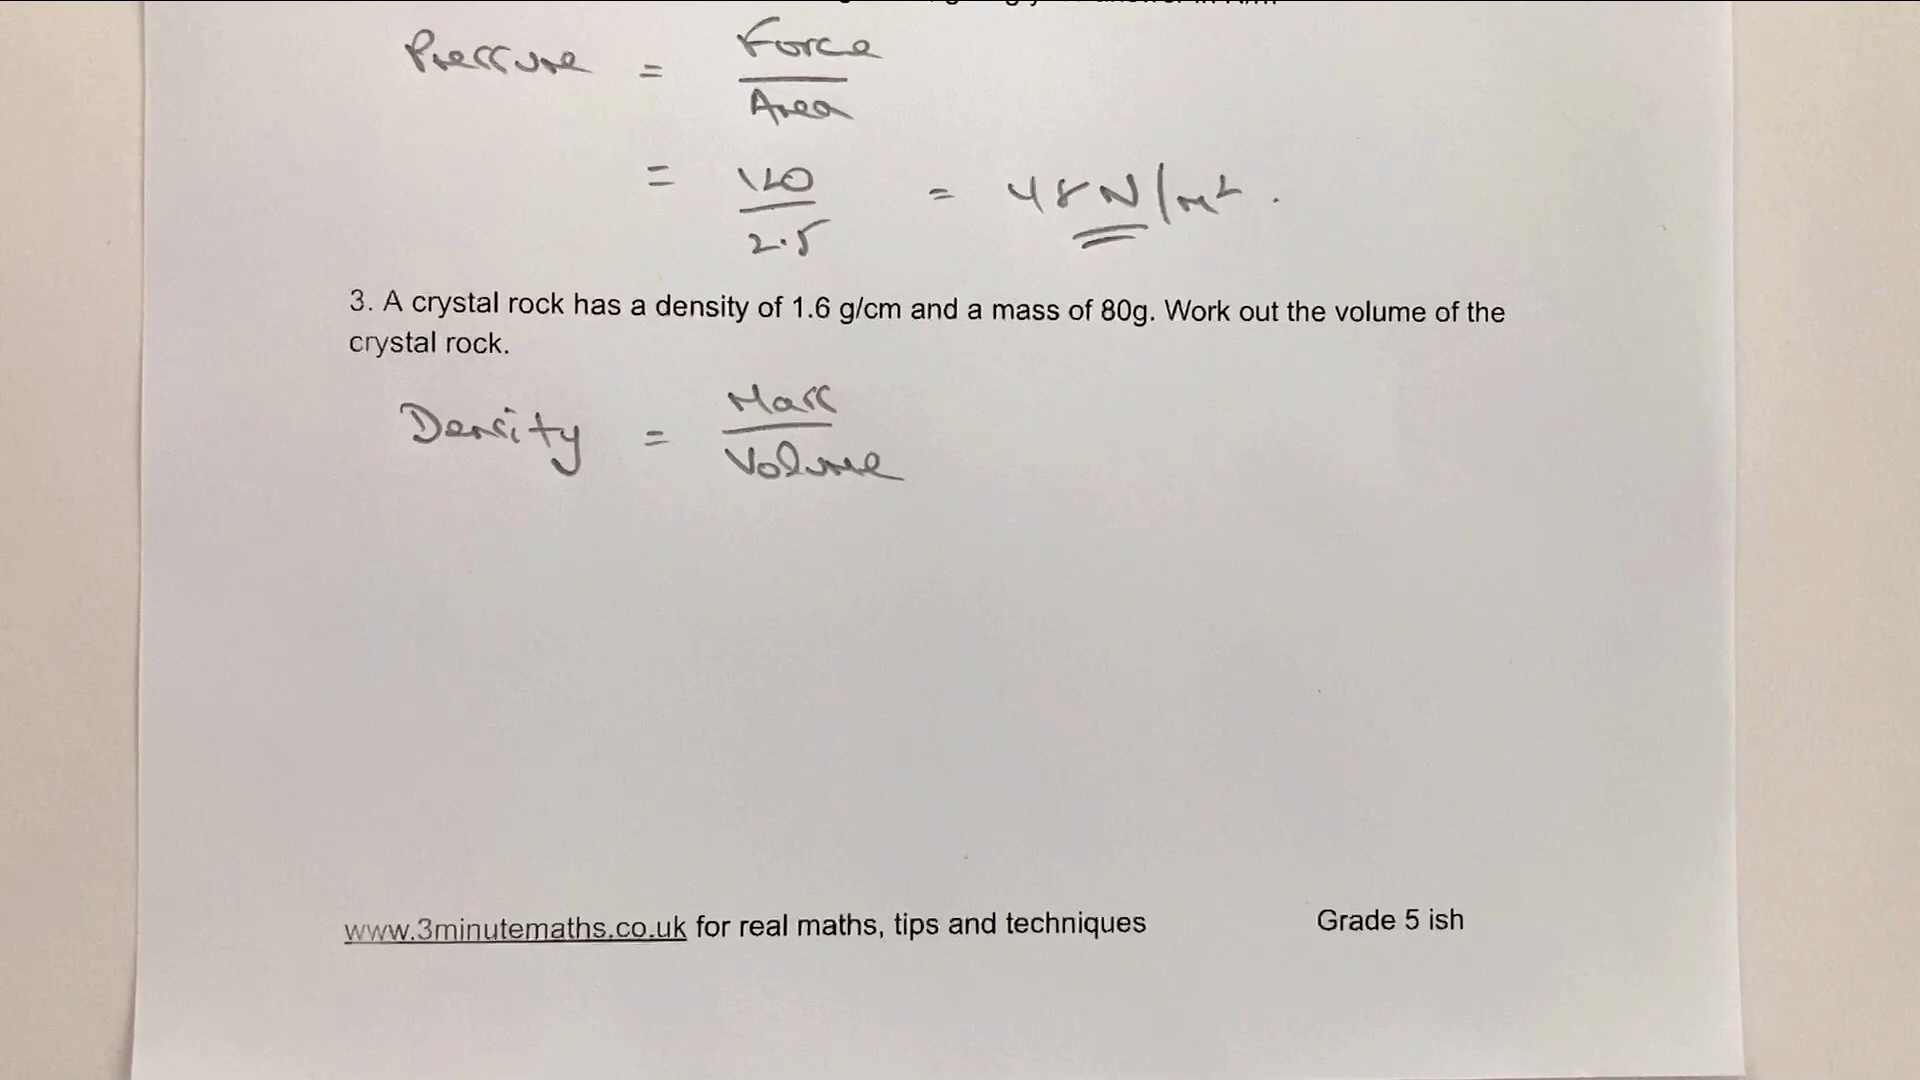 Pressure = Force
Area
= 120 = 48 N/m².
2.5
3. A crystal rock has a density of 1.6 g/cm and a mass of 80g. Work out the volume of the
crystal rock.
Density = Mass
Volume
www.3minutemaths.co.uk for real maths, tips and techniques Grade 5 ish